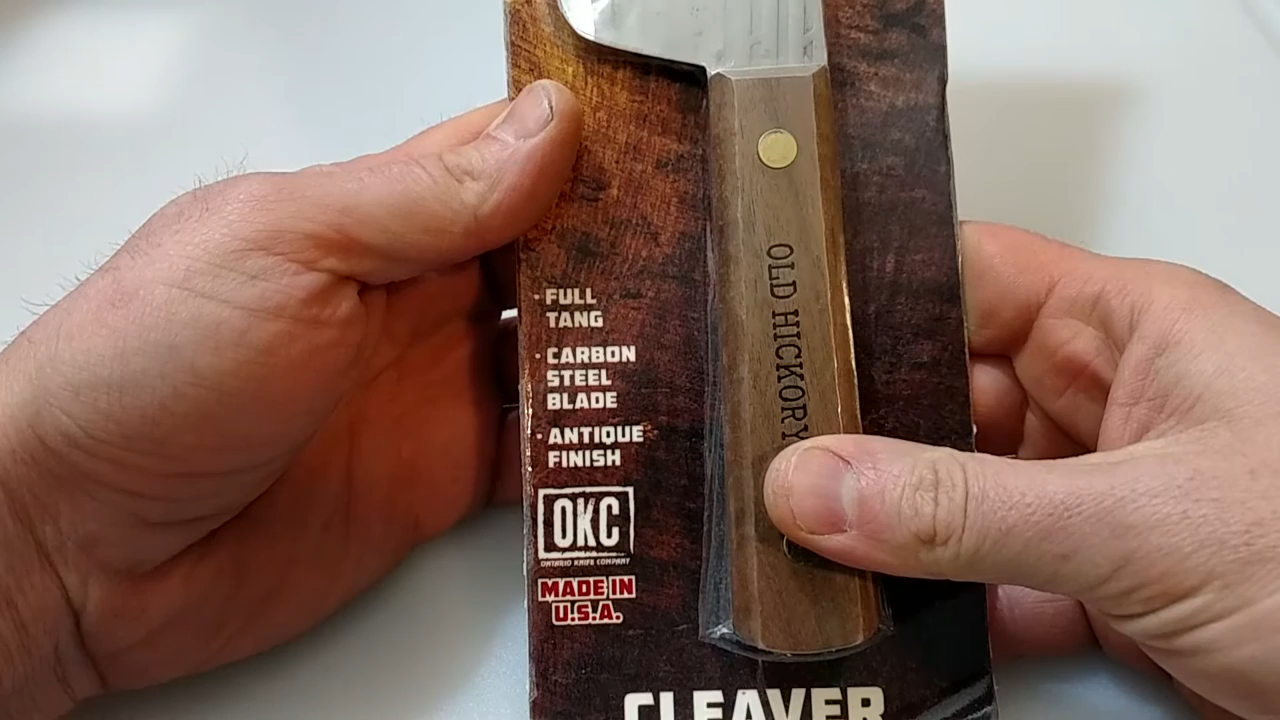 OLD HICKORY
· FULL
TANG
· CARBON
STEEL
BLADE
· ANTIQUE
FINISH
OKC
ONTARIO KNIFE COMPANY
MADE IN
U.S.A.
CLEAVER